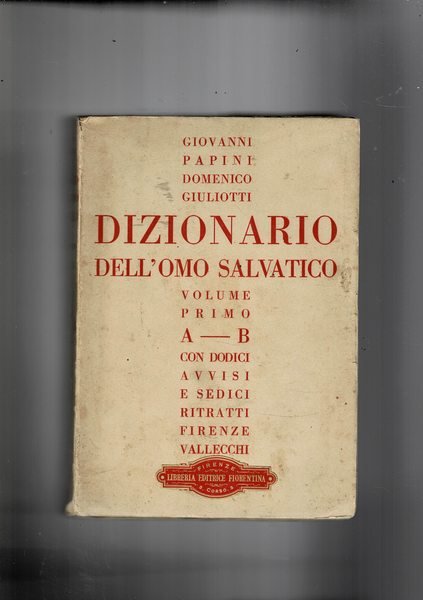 GIOVANNI
PAPINI
DOMENICO
GIULIOTTI
DIZIONARIO
DELL'OMO SALVATICO
VOLUME
PRIMO
A — B
CON DODICI
AVVISI
E SEDICI
RITRATTI
FIRENZE
VALLECCHI
FIRENZE
LIBRERIA EDITRICE FIORENTINA
CORSO